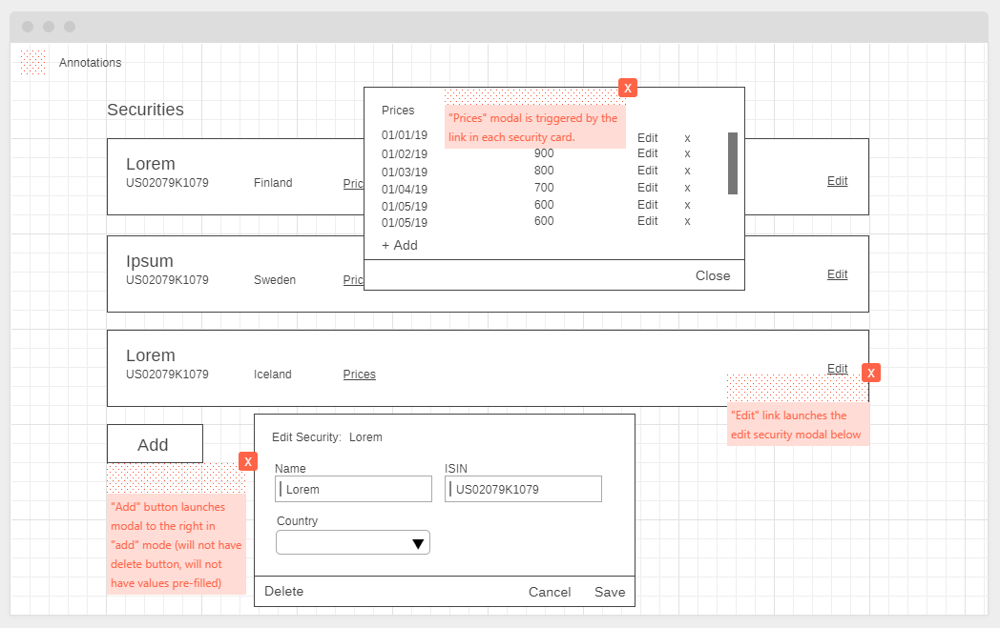 Annotations
Securities
Lorem
US02079K1079 Finland Pric Edit
Ipsum
US02079K1079 Sweden Pric Edit
Lorem
US02079K1079 Iceland Prices Edit
X
"Edit" link launches the
edit security modal below
Prices
X
"Prices" modal is triggered by the
link in each security card.
01/01/19 Edit x
01/02/19 900 Edit x
01/03/19 800 Edit x
01/04/19 700 Edit x
01/05/19 600 Edit x
01/05/19 600 Edit x
+ Add
Close
Add
X
"Add" button launches
modal to the right in
"add" mode (will not have
delete button, will not
have values pre-filled)
Edit Security: Lorem
Name ISIN
Lorem US02079K1079
Country
Delete Cancel Save